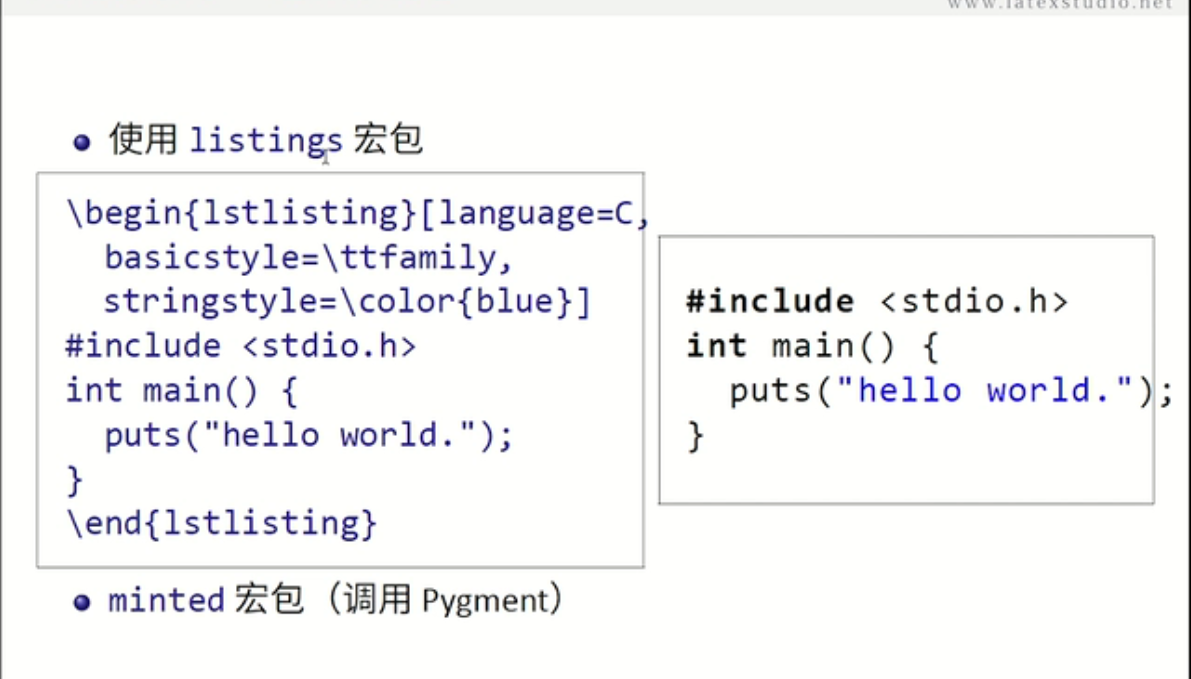 www.latexstudio.net
使用 listings 宏包
\begin{lstlisting}[language=C,
  basicstyle=\ttfamily,
  stringstyle=\color{blue}]
#include <stdio.h>
int main() {
  puts("hello world.");
}
\end{lstlisting}
#include <stdio.h>
int main() {
  puts("hello world.");
}
minted 宏包（调用 Pygment）